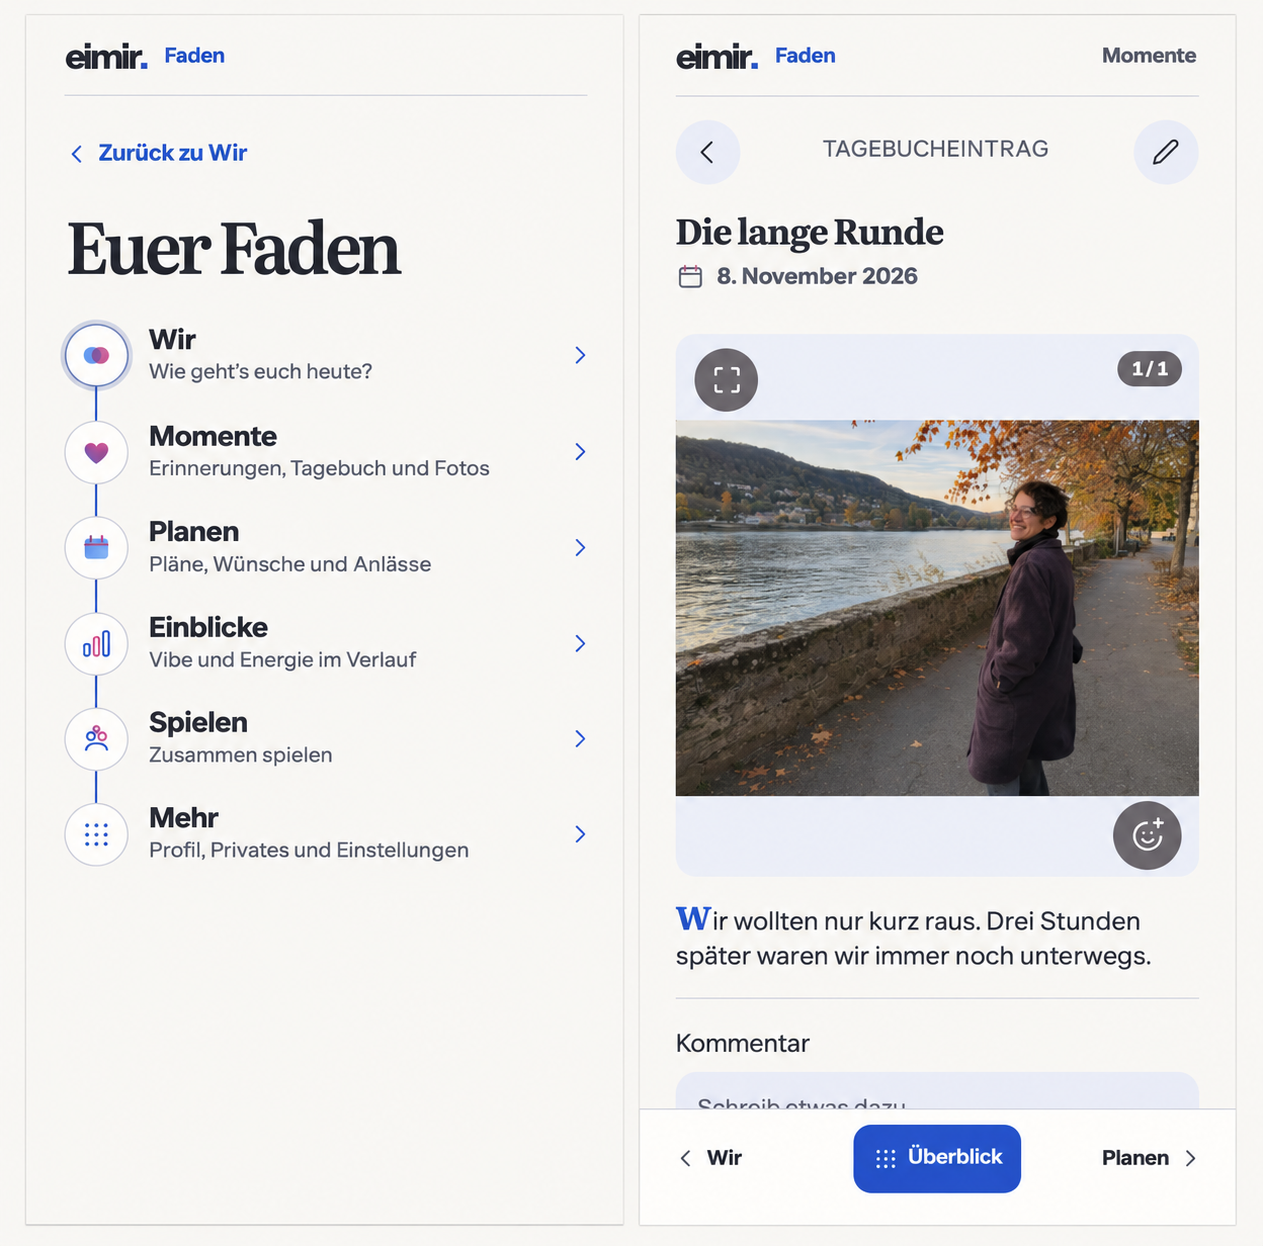 eimir. Faden
Zurück zu Wir
Euer Faden
Wir
Wie geht's euch heute?
Momente
Erinnerungen, Tagebuch und Fotos
Planen
Pläne, Wünsche und Anlässe
Einblicke
Vibe und Energie im Verlauf
Spielen
Zusammen spielen
Mehr
Profil, Privates und Einstellungen
eimir. Faden Momente
TAGEBUCHEINTRAG
Die lange Runde
8. November 2026
1/1
Wir wollten nur kurz raus. Drei Stunden
später waren wir immer noch unterwegs.
Kommentar
Schreib etwas dazu
Wir Überblick Planen